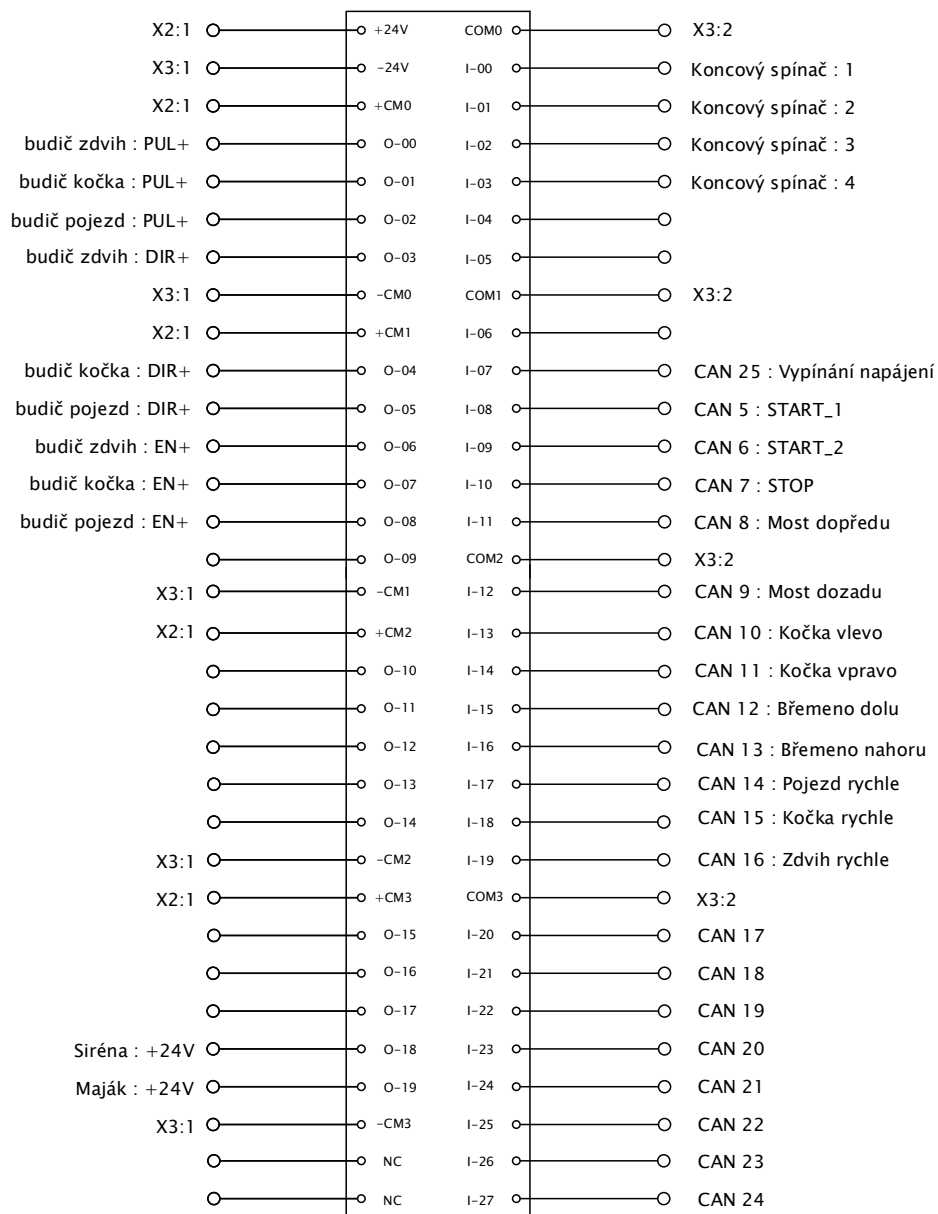 X2:1 +24V COM0 X3:2
X3:1 -24V I-00 Koncový spínač : 1
X2:1 +CM0 I-01 Koncový spínač : 2
budič zdvih : PUL+ O-00 I-02 Koncový spínač : 3
budič kočka : PUL+ O-01 I-03 Koncový spínač : 4
budič pojezd : PUL+ O-02 I-04
budič zdvih : DIR+ O-03 I-05
X3:1 -CM0 COM1 X3:2
X2:1 +CM1 I-06
budič kočka : DIR+ O-04 I-07 CAN 25 : Vypínání napájení
budič pojezd : DIR+ O-05 I-08 CAN 5 : START_1
budič zdvih : EN+ O-06 I-09 CAN 6 : START_2
budič kočka : EN+ O-07 I-10 CAN 7 : STOP
budič pojezd : EN+ O-08 I-11 CAN 8 : Most dopředu
O-09 COM2 X3:2
X3:1 -CM1 I-12 CAN 9 : Most dozadu
X2:1 +CM2 I-13 CAN 10 : Kočka vlevo
O-10 I-14 CAN 11 : Kočka vpravo
O-11 I-15 CAN 12 : Břemeno dolu
O-12 I-16 CAN 13 : Břemeno nahoru
O-13 I-17 CAN 14 : Pojezd rychle
O-14 I-18 CAN 15 : Kočka rychle
X3:1 -CM2 I-19 CAN 16 : Zdvih rychle
X2:1 +CM3 COM3 X3:2
O-15 I-20 CAN 17
O-16 I-21 CAN 18
O-17 I-22 CAN 19
Siréna : +24V O-18 I-23 CAN 20
Maják : +24V O-19 I-24 CAN 21
X3:1 -CM3 I-25 CAN 22
NC I-26 CAN 23
NC I-27 CAN 24